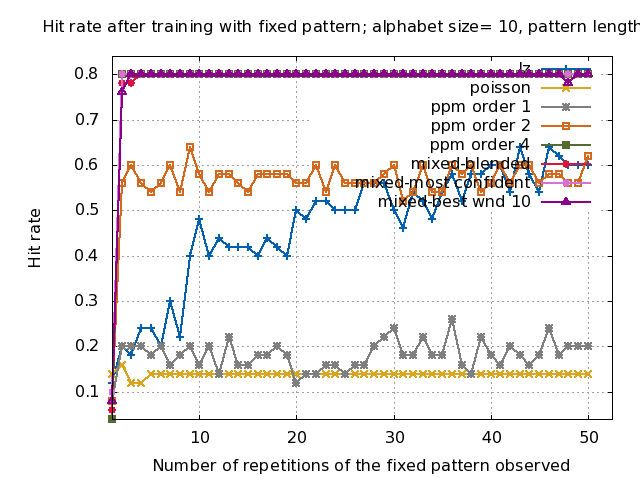 Hit rate after training with fixed pattern; alphabet size= 10, pattern length
0.8
0.7
0.6
0.5
0.4
0.3
0.2
0.1
Hit rate
10
20
30
40
50
Number of repetitions of the fixed pattern observed
lz
poisson
ppm order 1
ppm order 2
ppm order 4
mixed-blended
mixed-most confident
mixed-best wnd 10